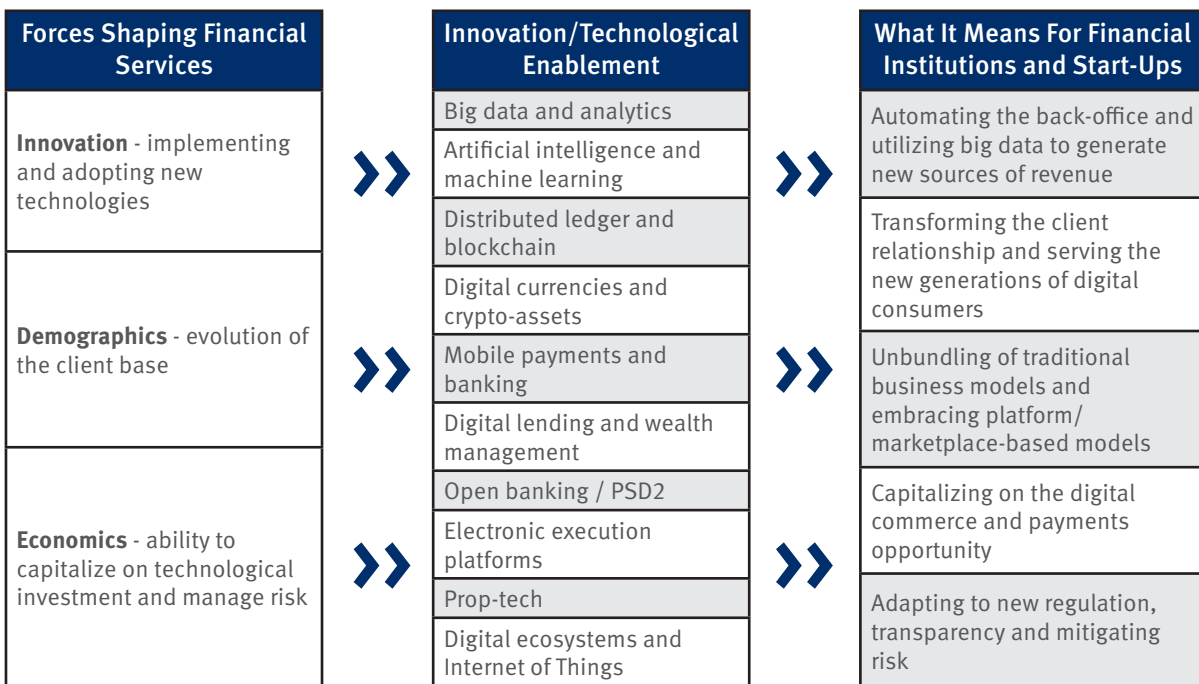 Forces Shaping Financial
Services
Innovation - implementing
and adopting new
technologies
Demographics - evolution of
the client base
Economics - ability to
capitalize on technological
investment and manage risk
Innovation/Technological
Enablement
Big data and analytics
Artificial intelligence and
machine learning
Distributed ledger and
blockchain
Digital currencies and
crypto-assets
Mobile payments and
banking
Digital lending and wealth
management
Open banking / PSD2
Electronic execution
platforms
Prop-tech
Digital ecosystems and
Internet of Things
What It Means For Financial
Institutions and Start-Ups
Automating the back-office and
utilizing big data to generate
new sources of revenue
Transforming the client
relationship and serving the
new generations of digital
consumers
Unbundling of traditional
business models and
embracing platform/
marketplace-based models
Capitalizing on the digital
commerce and payments
opportunity
Adapting to new regulation,
transparency and mitigating
risk